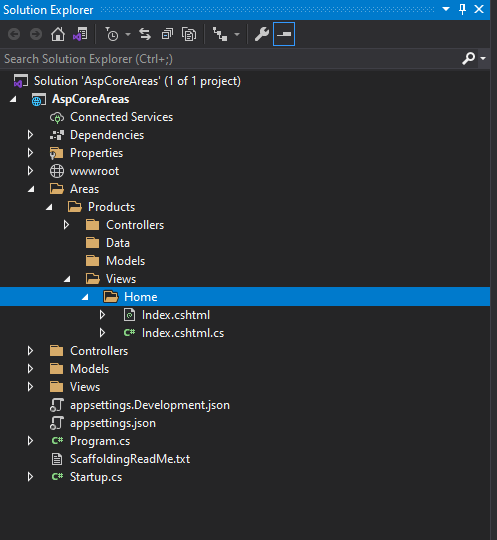 Solution Explorer
Search Solution Explorer (Ctrl+;)
Solution 'AspCoreAreas' (1 of 1 project)
AspCoreAreas
Connected Services
Dependencies
Properties
wwwroot
Areas
Products
Controllers
Data
Models
Views
Home
Index.cshtml
C# Index.cshtml.cs
Controllers
Models
Views
appsettings.Development.json
appsettings.json
C# Program.cs
ScaffoldingReadMe.txt
C# Startup.cs